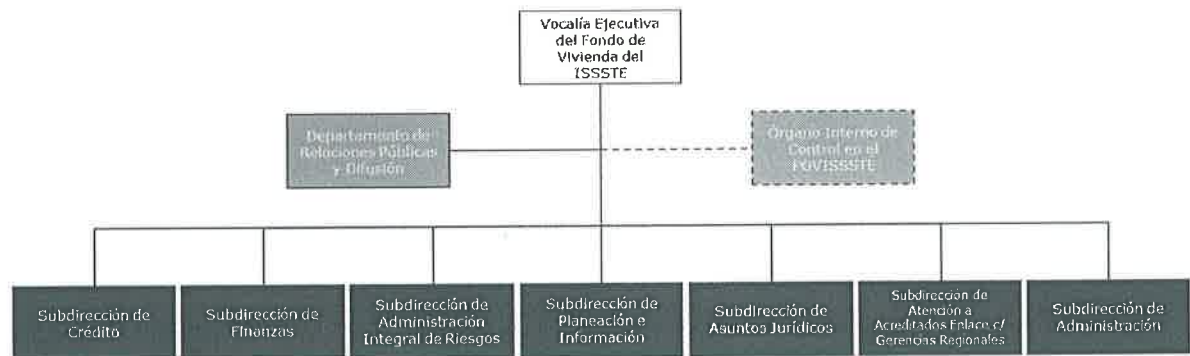 Vocalía Ejecutiva
del Fondo de
Vivienda del
ISSSTE
Departamento de
Relaciones Públicas
y Difusión
Órgano Interno de
Control en el
FOVISSSTE
Subdirección de
Crédito
Subdirección de
Finanzas
Subdirección de
Administración
Integral de Riesgos
Subdirección de
Planeación e
Información
Subdirección de
Asuntos Jurídicos
Subdirección de
Atención a
Acreditados Enlace c/
Gerencias Regionales
Subdirección de
Administración